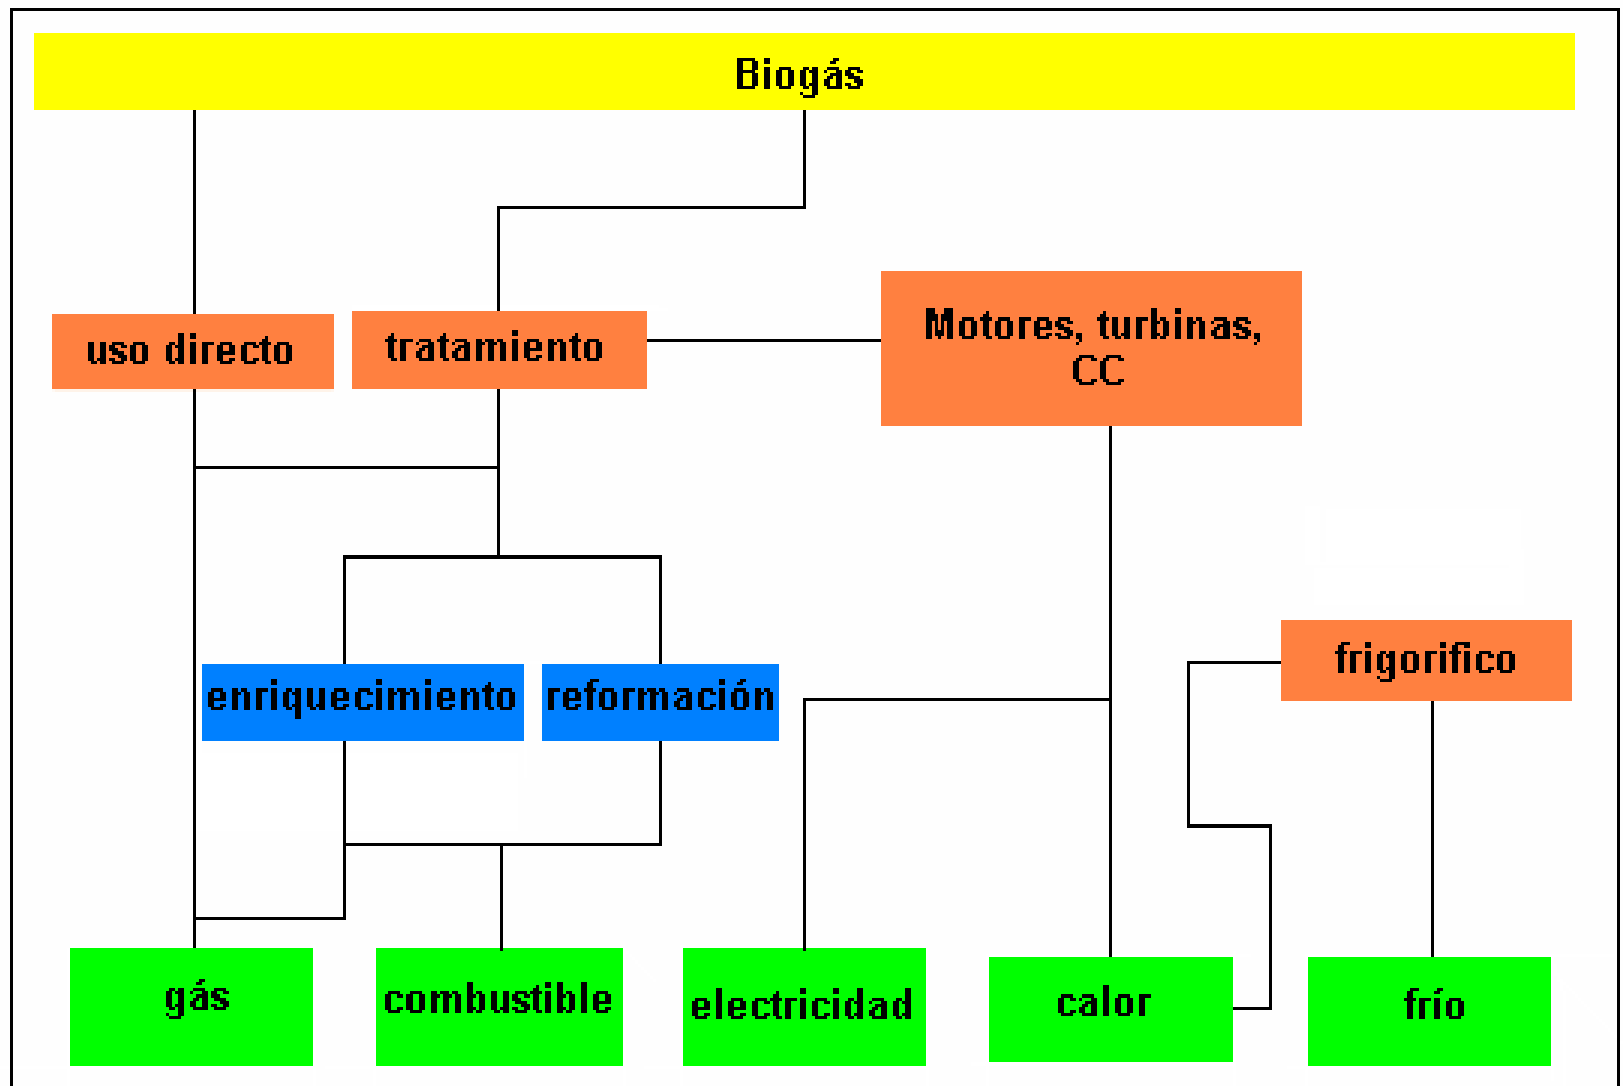 Biogás
uso directo
tratamiento
Motores, turbinas,
CC
frigorifico
enriquecimiento
reformación
gás
combustible
electricidad
calor
frío